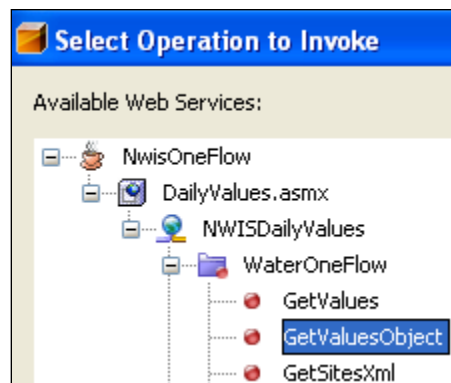 Select Operation to Invoke
Available Web Services:
NwisOneFlow
DailyValues.asmx
NWISDailyValues
WaterOneFlow
GetValues
GetValuesObject
GetSitesXml